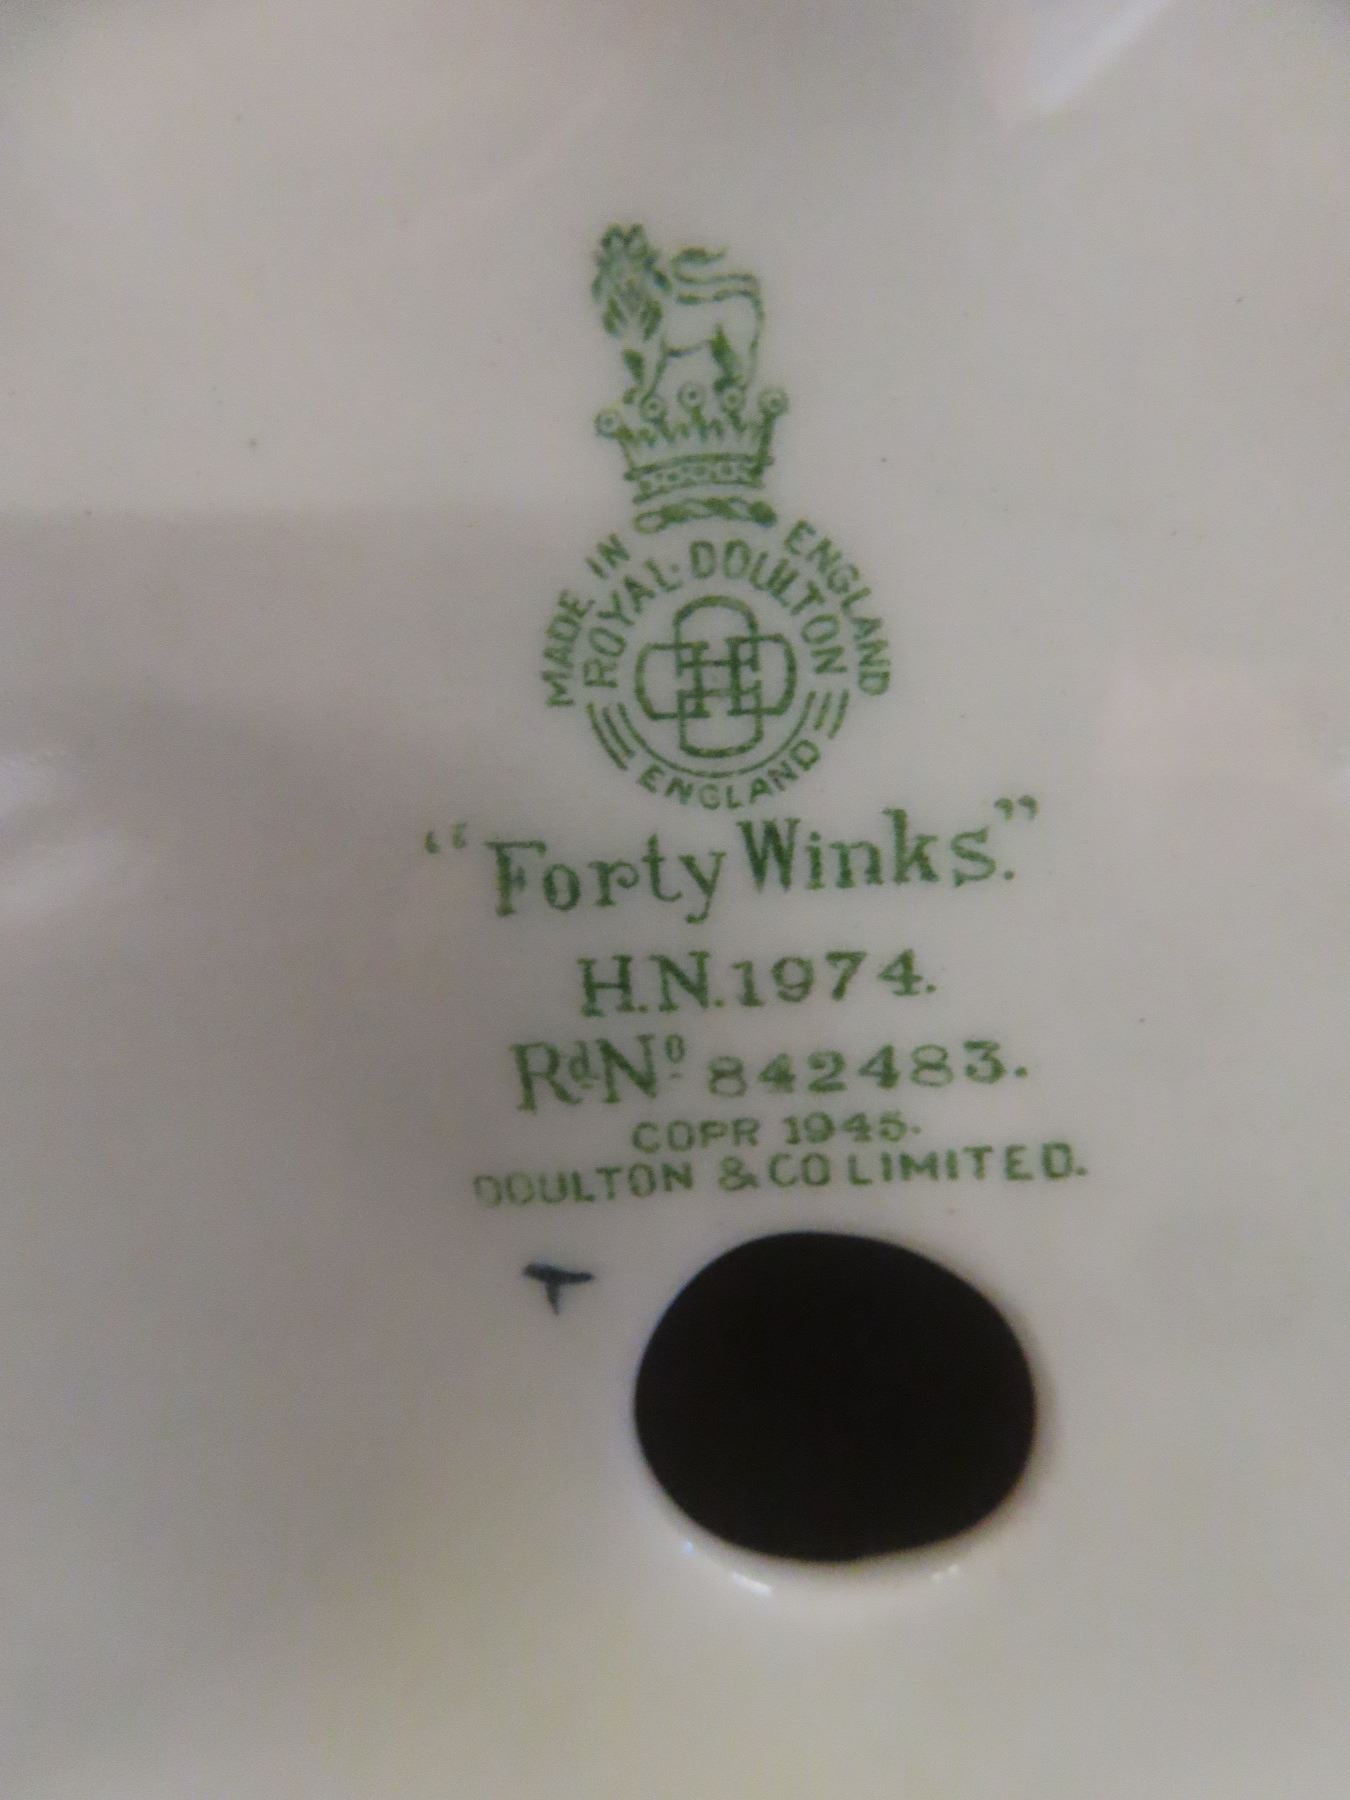 MADE IN ENGLAND
ROYAL·DOULTON
ENGLAND
"Forty Winks."
H.N.1974.
RdNo 842483.
COPR 1945.
DOULTON & CO LIMITED.
T